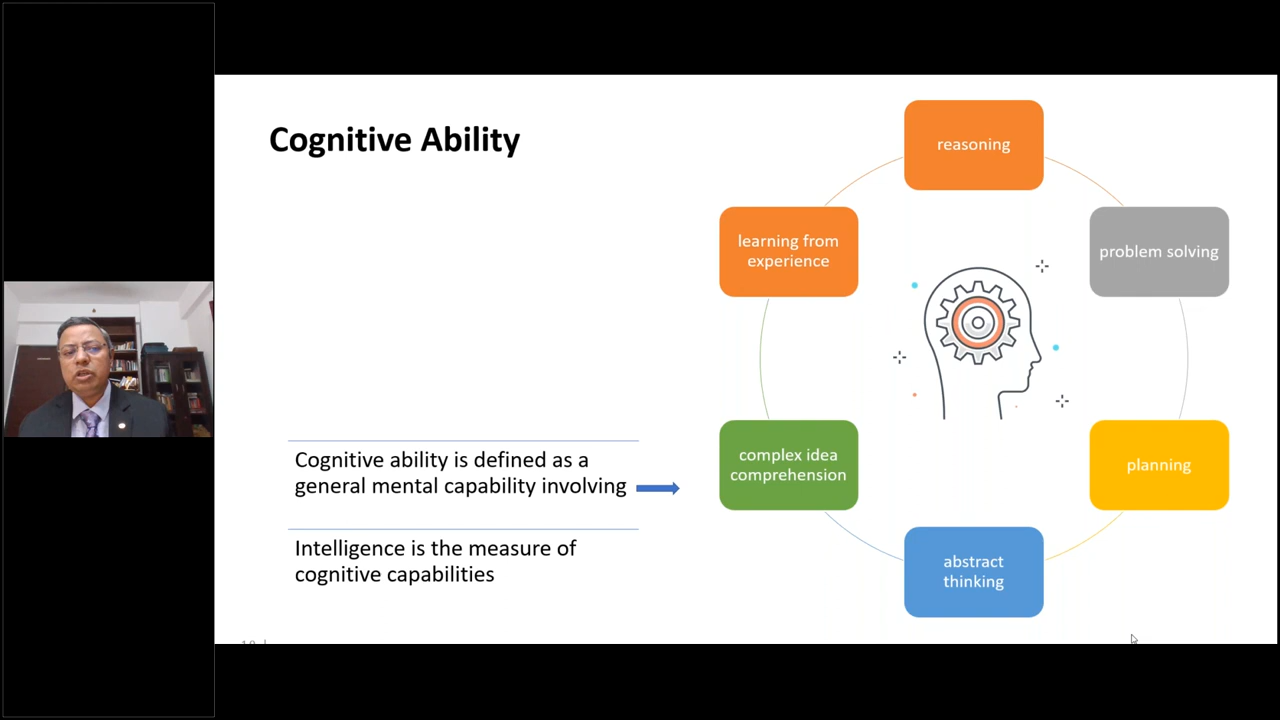 Cognitive Ability
reasoning
learning from
experience
problem solving
Cognitive ability is defined as a
general mental capability involving
complex idea
comprehension
planning
Intelligence is the measure of
cognitive capabilities
abstract
thinking